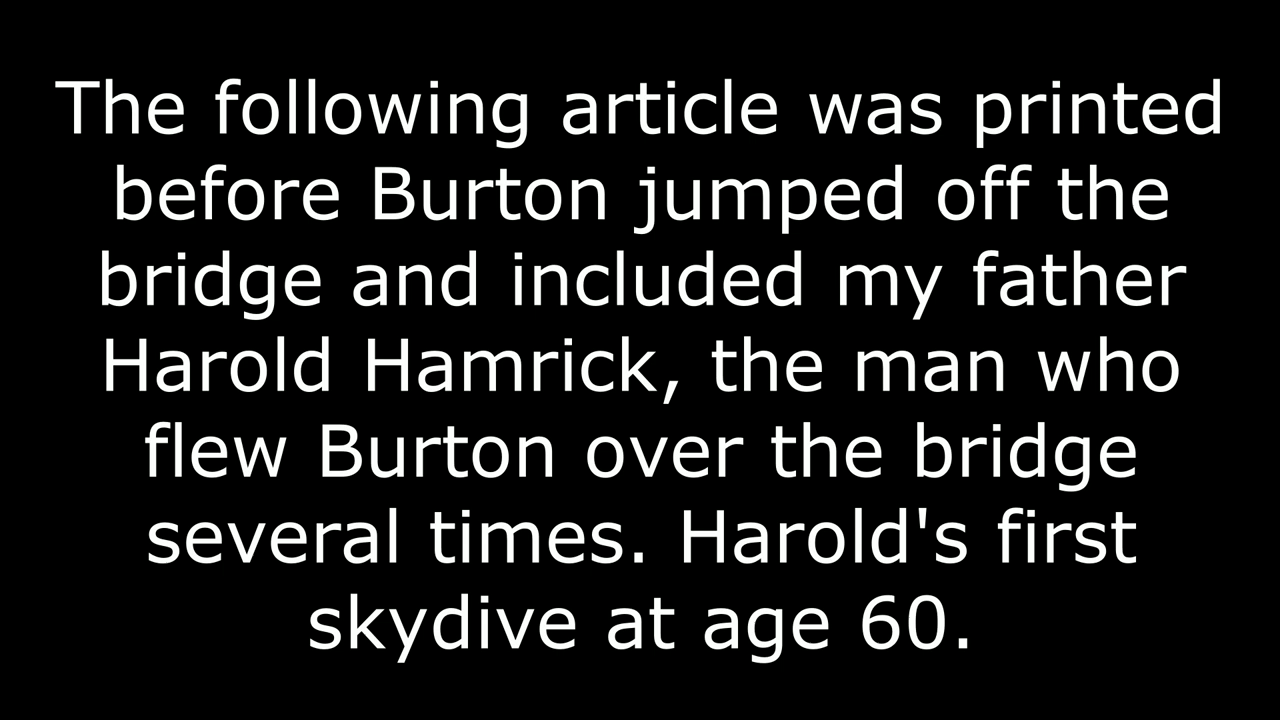 The following article was printed
before Burton jumped off the
bridge and included my father
Harold Hamrick, the man who
flew Burton over the bridge
several times. Harold's first
skydive at age 60.